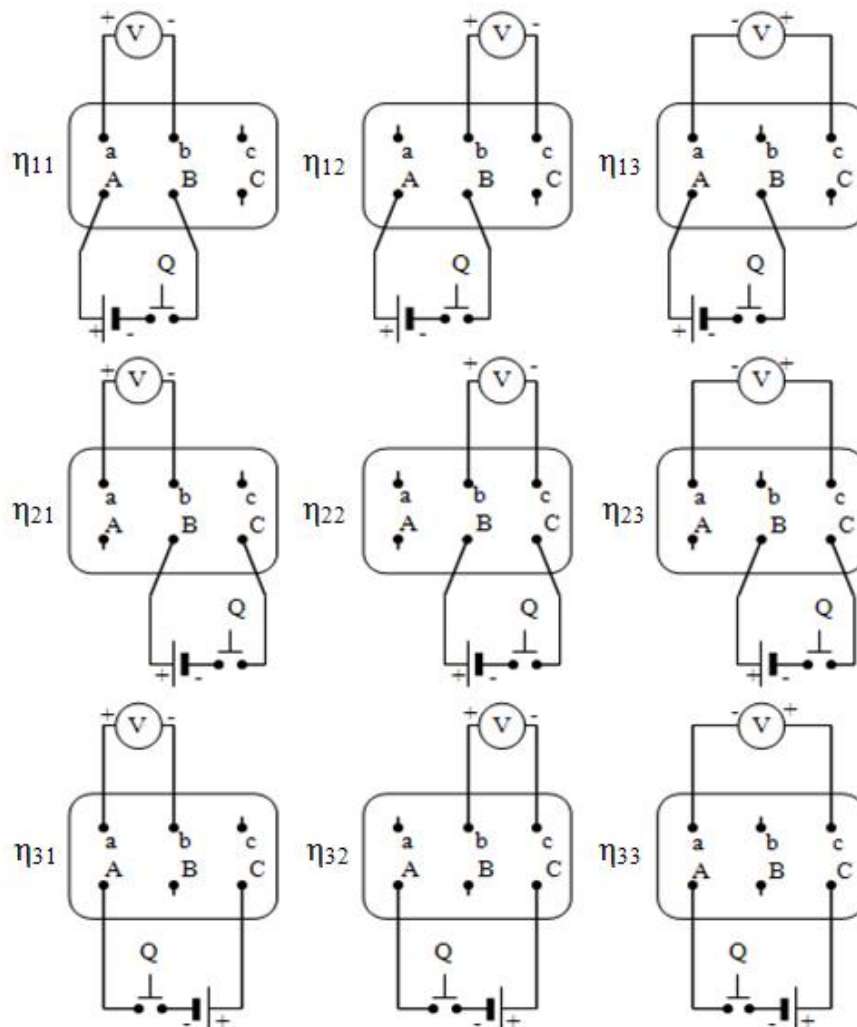 + V - + V - - V +
a b c a b c a b c
η11 η12 η13
A B C A B C A B C
Q Q Q
+ - + - + -
+ V - + V - - V +
a b c a b c a b c
η21 η22 η23
A B C A B C A B C
Q Q Q
+ - + - + -
+ V - + V - - V +
a b c a b c a b c
η31 η32 η33
A B C A B C A B C
Q Q Q
- + - + - +